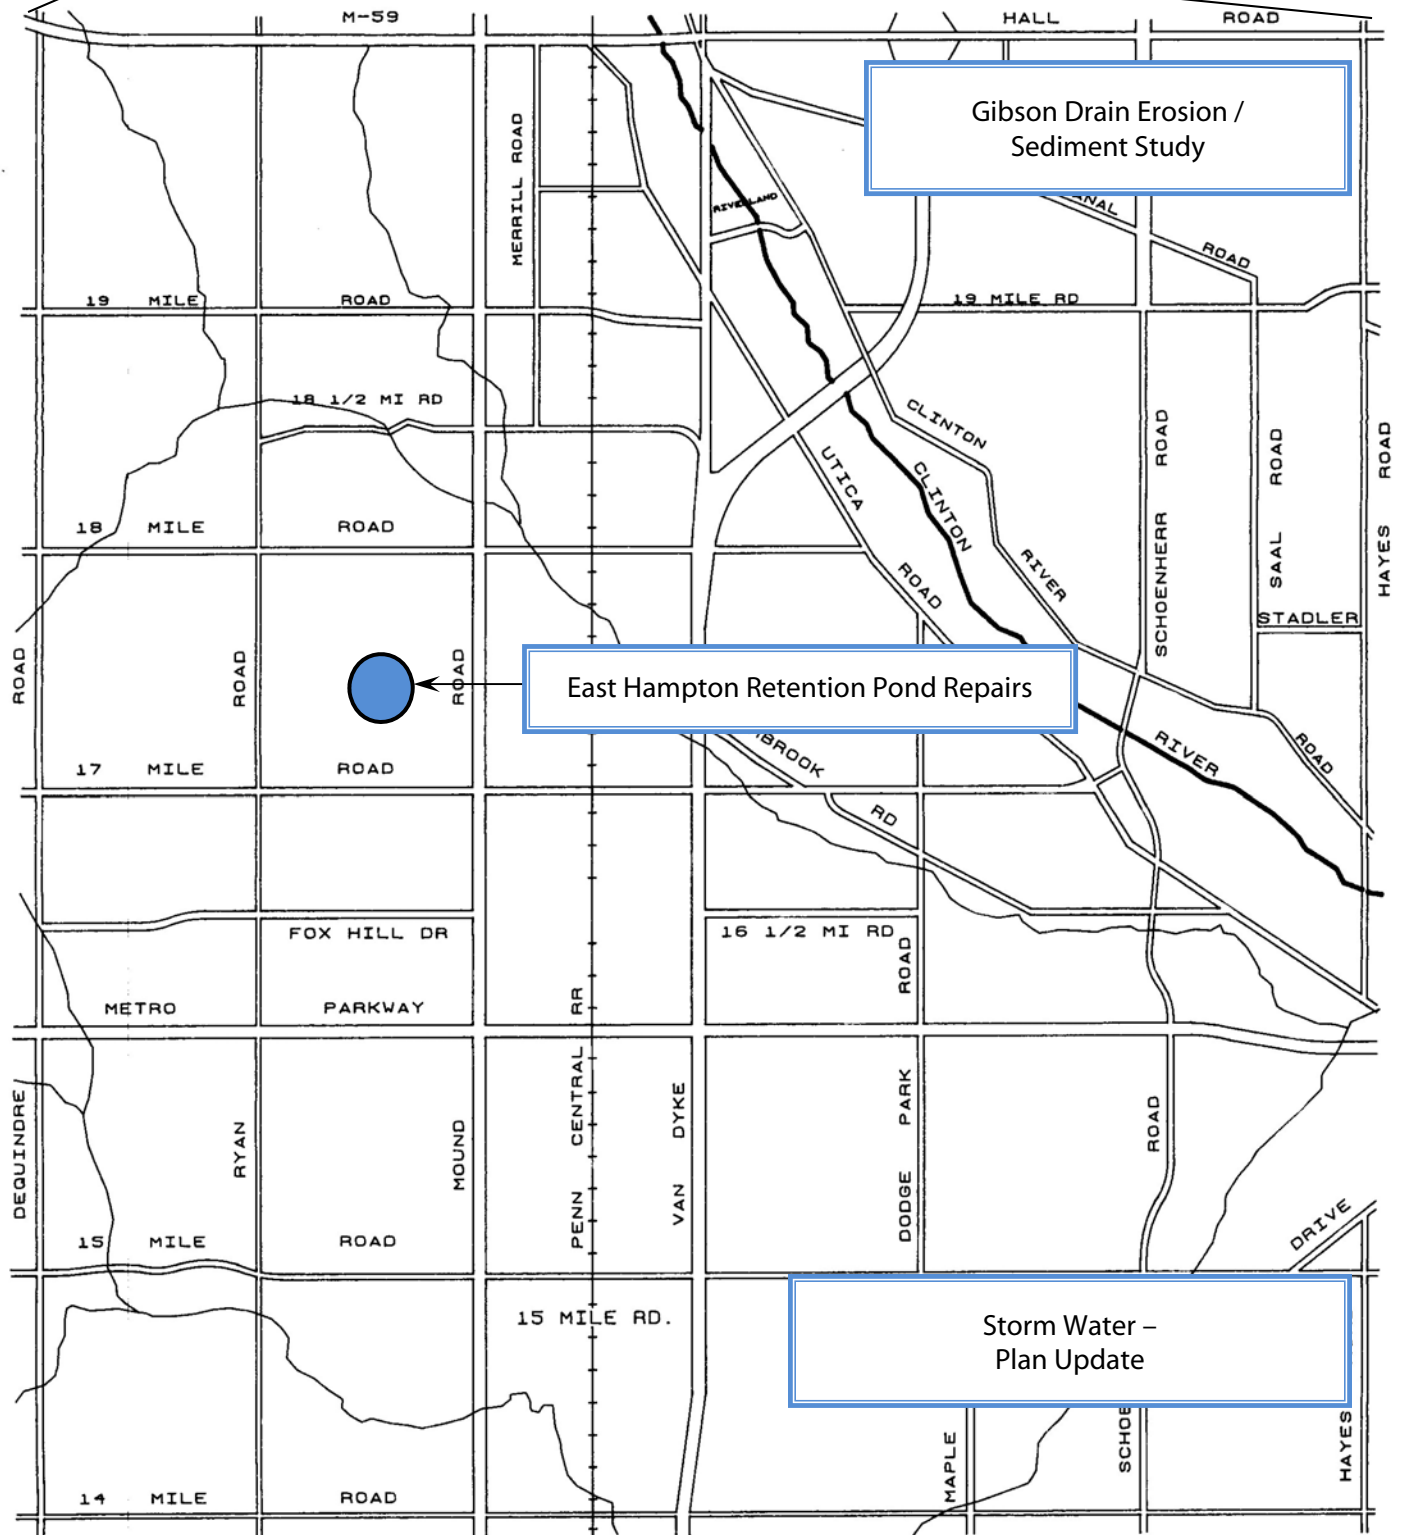 M-59
HALL ROAD
Gibson Drain Erosion /
Sediment Study
MERRILL ROAD
RIVERLAND
ROAD
19 MILE ROAD
19 MILE RD
18 1/2 MI RD
CLINTON
RIVER
ROAD
UTICA
ROAD
CLINTON
RIVER
SCHOENHERR ROAD
SAAL ROAD
HAYES ROAD
18 MILE ROAD
STADLER
ROAD
ROAD
ROAD
East Hampton Retention Pond Repairs
17 MILE ROAD
RD
FOX HILL DR
16 1/2 MI RD
METRO PARKWAY
DEQUINDRE
RYAN
MOUND
PENN CENTRAL RR
VAN DYKE
DODGE PARK ROAD
ROAD
15 MILE ROAD
DRIVE
15 MILE RD.
Storm Water –
Plan Update
MAPLE
HAYES
14 MILE ROAD